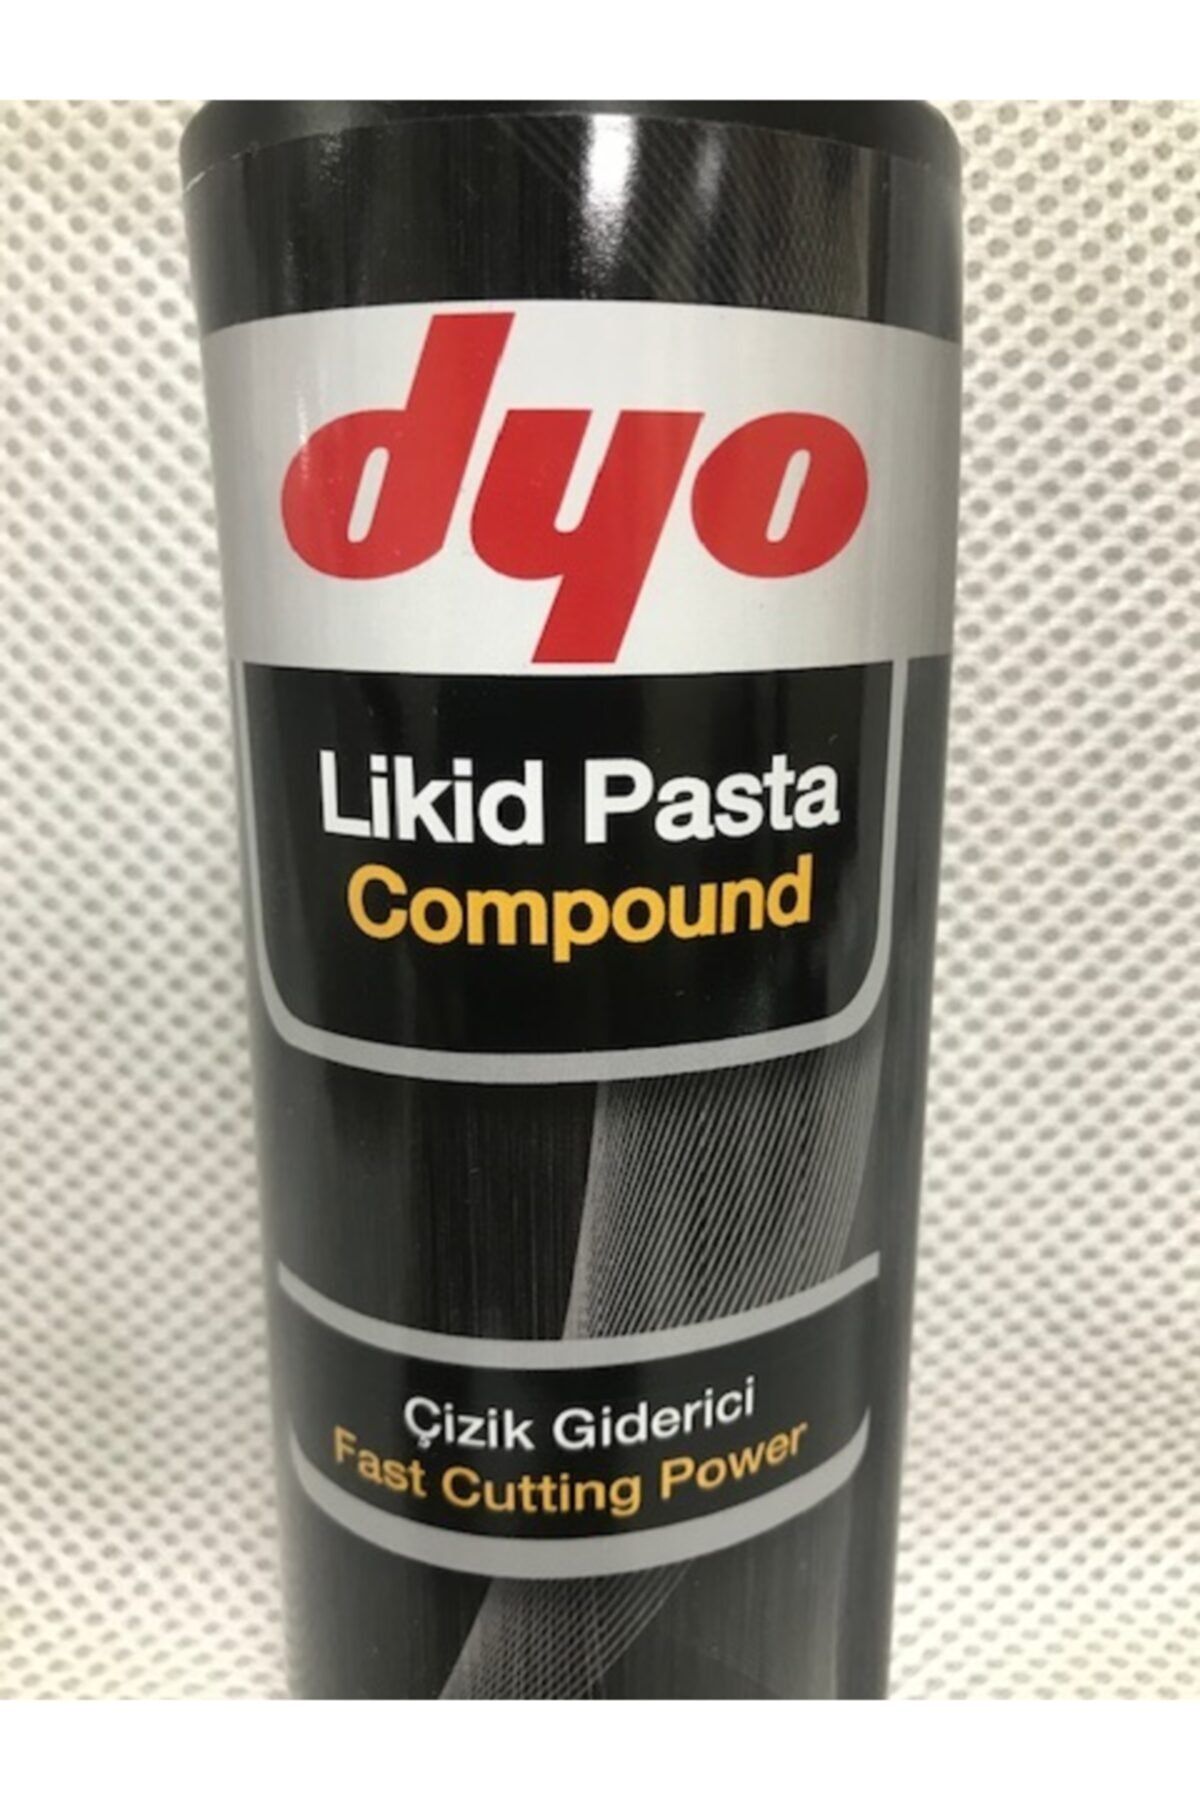 dyo
Likid Pasta
Compound
Çizik Giderici
Fast Cutting Power